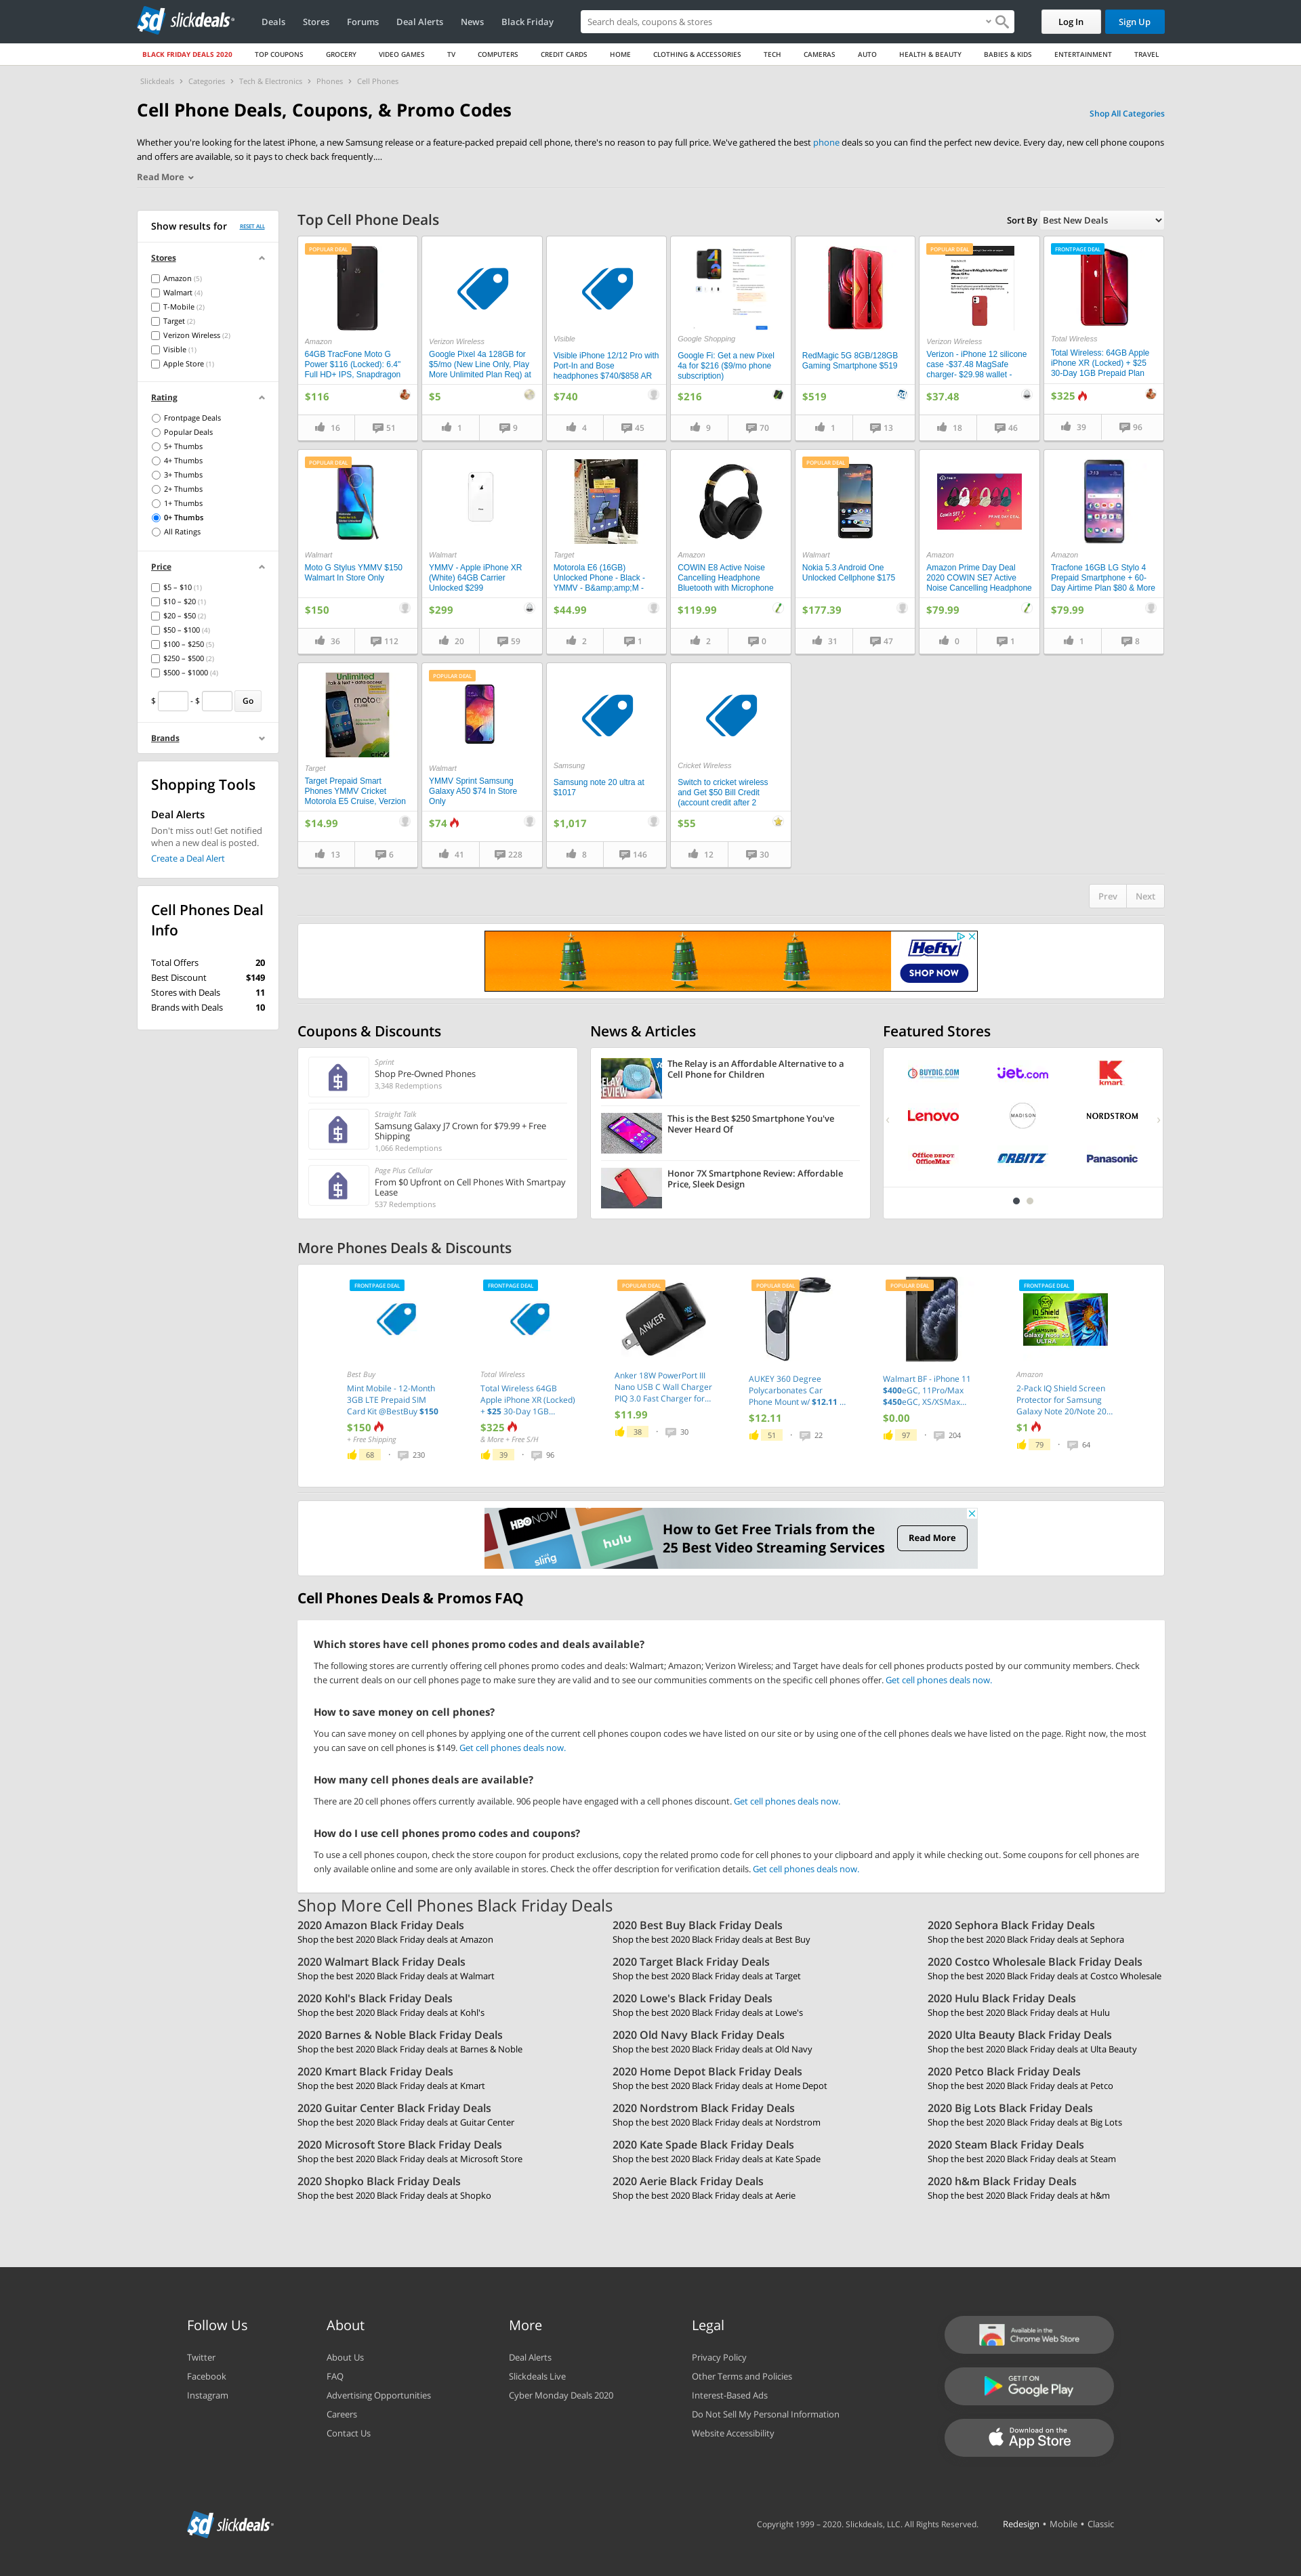 sd slickdeals
Deals Stores Forums Deal Alerts News Black Friday
Search deals, coupons & stores
Log In Sign Up
BLACK FRIDAY DEALS 2020 TOP COUPONS GROCERY VIDEO GAMES TV COMPUTERS CREDIT CARDS HOME CLOTHING & ACCESSORIES TECH CAMERAS AUTO HEALTH & BEAUTY BABIES & KIDS ENTERTAINMENT TRAVEL
Slickdeals > Categories > Tech & Electronics > Phones > Cell Phones
Cell Phone Deals, Coupons, & Promo Codes
Shop All Categories
Whether you're looking for the latest iPhone, a new Samsung release or a feature-packed prepaid cell phone, there's no reason to pay full price. We've gathered the best phone deals so you can find the perfect new device. Every day, new cell phone coupons
and offers are available, so it pays to check back frequently....
Read More
Show results for RESET ALL
Stores
Amazon (5)
Walmart (4)
T-Mobile (2)
Target (2)
Verizon Wireless (2)
Visible (1)
Apple Store (1)
Rating
Frontpage Deals
Popular Deals
5+ Thumbs
4+ Thumbs
3+ Thumbs
2+ Thumbs
1+ Thumbs
0+ Thumbs
All Ratings
Price
$5 – $10 (1)
$10 – $20 (1)
$20 – $50 (2)
$50 – $100 (4)
$100 – $250 (5)
$250 – $500 (2)
$500 – $1000 (4)
$ - $ Go
Brands
Shopping Tools
Deal Alerts
Don't miss out! Get notified
when a new deal is posted.
Create a Deal Alert
Cell Phones Deal
Info
Total Offers 20
Best Discount $149
Stores with Deals 11
Brands with Deals 10
Top Cell Phone Deals
Sort By Best New Deals
POPULAR DEAL
Amazon
64GB TracFone Moto G
Power $116 (Locked): 6.4"
Full HD+ IPS, Snapdragon
$116
16 51
Verizon Wireless
Google Pixel 4a 128GB for
$5/mo (New Line Only, Play
More Unlimited Plan Req) at
$5
1 9
Visible
Visible iPhone 12/12 Pro with
Port-In and Bose
headphones $740/$858 AR
$740
4 45
Google Shopping
Google Fi: Get a new Pixel
4a for $216 ($9/mo phone
subscription)
$216
9 70
RedMagic 5G 8GB/128GB
Gaming Smartphone $519
$519
1 13
POPULAR DEAL
Verizon Wireless
Verizon - iPhone 12 silicone
case -$37.48 MagSafe
charger- $29.98 wallet -
$37.48
18 46
FRONTPAGE DEAL
Total Wireless
Total Wireless: 64GB Apple
iPhone XR (Locked) + $25
30-Day 1GB Prepaid Plan
$325
39 96
POPULAR DEAL
Walmart
Moto G Stylus YMMV $150
Walmart In Store Only
$150
36 112
Walmart
YMMV - Apple iPhone XR
(White) 64GB Carrier
Unlocked $299
$299
20 59
Target
Motorola E6 (16GB)
Unlocked Phone - Black -
YMMV - B&amp;amp;M -
$44.99
2 1
Amazon
COWIN E8 Active Noise
Cancelling Headphone
Bluetooth with Microphone
$119.99
2 0
POPULAR DEAL
Walmart
Nokia 5.3 Android One
Unlocked Cellphone $175
$177.39
31 47
Amazon
Amazon Prime Day Deal
2020 COWIN SE7 Active
Noise Cancelling Headphone
$79.99
0 1
Amazon
Tracfone 16GB LG Stylo 4
Prepaid Smartphone + 60-
Day Airtime Plan $80 & More
$79.99
1 8
Unlimited
moto e
Target
Target Prepaid Smart
Phones YMMV Cricket
Motorola E5 Cruise, Verzion
$14.99
13 6
POPULAR DEAL
Walmart
YMMV Sprint Samsung
Galaxy A50 $74 In Store
Only
$74
41 228
Samsung
Samsung note 20 ultra at
$1017
$1,017
8 146
Cricket Wireless
Switch to cricket wireless
and Get $50 Bill Credit
(account credit after 2
$55
12 30
Prev Next
Hefty
SHOP NOW
Coupons & Discounts
Sprint
Shop Pre-Owned Phones
3,348 Redemptions
Straight Talk
Samsung Galaxy J7 Crown for $79.99 + Free
Shipping
1,066 Redemptions
Page Plus Cellular
From $0 Upfront on Cell Phones With Smartpay
Lease
537 Redemptions
News & Articles
The Relay is an Affordable Alternative to a
Cell Phone for Children
This is the Best $250 Smartphone You've
Never Heard Of
Honor 7X Smartphone Review: Affordable
Price, Sleek Design
Featured Stores
BUYDIG.COM jet.com kmart
Lenovo MADISON NORDSTROM
Office DEPOT OfficeMax ORBITZ Panasonic
More Phones Deals & Discounts
FRONTPAGE DEAL
Best Buy
Mint Mobile - 12-Month
3GB LTE Prepaid SIM
Card Kit @BestBuy $150
$150
+ Free Shipping
68 · 230
FRONTPAGE DEAL
Total Wireless
Total Wireless 64GB
Apple iPhone XR (Locked)
+ $25 30-Day 1GB...
$325
& More + Free S/H
39 · 96
POPULAR DEAL
ANKER
Anker 18W PowerPort III
Nano USB C Wall Charger
PIQ 3.0 Fast Charger for...
$11.99
38 · 30
POPULAR DEAL
AUKEY 360 Degree
Polycarbonates Car
Phone Mount w/ $12.11 ...
$12.11
51 · 22
POPULAR DEAL
Walmart BF - iPhone 11
$400eGC, 11Pro/Max
$450eGC, XS/XSMax...
$0.00
97 · 204
FRONTPAGE DEAL
IQ Shield
Galaxy Note 20
ULTRA
Amazon
2-Pack IQ Shield Screen
Protector for Samsung
Galaxy Note 20/Note 20...
$1
79 · 64
HBO NOW
sling hulu
How to Get Free Trials from the
25 Best Video Streaming Services
Read More
Cell Phones Deals & Promos FAQ
Which stores have cell phones promo codes and deals available?
The following stores are currently offering cell phones promo codes and deals: Walmart; Amazon; Verizon Wireless; and Target have deals for cell phones products posted by our community members. Check
the current deals on our cell phones page to make sure they are valid and to see our communities comments on the specific cell phones offer. Get cell phones deals now.
How to save money on cell phones?
You can save money on cell phones by applying one of the current cell phones coupon codes we have listed on our site or by using one of the cell phones deals we have listed on the page. Right now, the most
you can save on cell phones is $149. Get cell phones deals now.
How many cell phones deals are available?
There are 20 cell phones offers currently available. 906 people have engaged with a cell phones discount. Get cell phones deals now.
How do I use cell phones promo codes and coupons?
To use a cell phones coupon, check the store coupon for product exclusions, copy the related promo code for cell phones to your clipboard and apply it while checking out. Some coupons for cell phones are
only available online and some are only available in stores. Check the offer description for verification details. Get cell phones deals now.
Shop More Cell Phones Black Friday Deals
2020 Amazon Black Friday Deals 2020 Best Buy Black Friday Deals 2020 Sephora Black Friday Deals
Shop the best 2020 Black Friday deals at Amazon Shop the best 2020 Black Friday deals at Best Buy Shop the best 2020 Black Friday deals at Sephora
2020 Walmart Black Friday Deals 2020 Target Black Friday Deals 2020 Costco Wholesale Black Friday Deals
Shop the best 2020 Black Friday deals at Walmart Shop the best 2020 Black Friday deals at Target Shop the best 2020 Black Friday deals at Costco Wholesale
2020 Kohl's Black Friday Deals 2020 Lowe's Black Friday Deals 2020 Hulu Black Friday Deals
Shop the best 2020 Black Friday deals at Kohl's Shop the best 2020 Black Friday deals at Lowe's Shop the best 2020 Black Friday deals at Hulu
2020 Barnes & Noble Black Friday Deals 2020 Old Navy Black Friday Deals 2020 Ulta Beauty Black Friday Deals
Shop the best 2020 Black Friday deals at Barnes & Noble Shop the best 2020 Black Friday deals at Old Navy Shop the best 2020 Black Friday deals at Ulta Beauty
2020 Kmart Black Friday Deals 2020 Home Depot Black Friday Deals 2020 Petco Black Friday Deals
Shop the best 2020 Black Friday deals at Kmart Shop the best 2020 Black Friday deals at Home Depot Shop the best 2020 Black Friday deals at Petco
2020 Guitar Center Black Friday Deals 2020 Nordstrom Black Friday Deals 2020 Big Lots Black Friday Deals
Shop the best 2020 Black Friday deals at Guitar Center Shop the best 2020 Black Friday deals at Nordstrom Shop the best 2020 Black Friday deals at Big Lots
2020 Microsoft Store Black Friday Deals 2020 Kate Spade Black Friday Deals 2020 Steam Black Friday Deals
Shop the best 2020 Black Friday deals at Microsoft Store Shop the best 2020 Black Friday deals at Kate Spade Shop the best 2020 Black Friday deals at Steam
2020 Shopko Black Friday Deals 2020 Aerie Black Friday Deals 2020 h&m Black Friday Deals
Shop the best 2020 Black Friday deals at Shopko Shop the best 2020 Black Friday deals at Aerie Shop the best 2020 Black Friday deals at h&m
Follow Us
Twitter
Facebook
Instagram
About
About Us
FAQ
Advertising Opportunities
Careers
Contact Us
More
Deal Alerts
Slickdeals Live
Cyber Monday Deals 2020
Legal
Privacy Policy
Other Terms and Policies
Interest-Based Ads
Do Not Sell My Personal Information
Website Accessibility
Available in the
Chrome Web Store
GET IT ON
Google Play
Download on the
App Store
sd slickdeals
Copyright 1999 – 2020. Slickdeals, LLC. All Rights Reserved. Redesign • Mobile • Classic